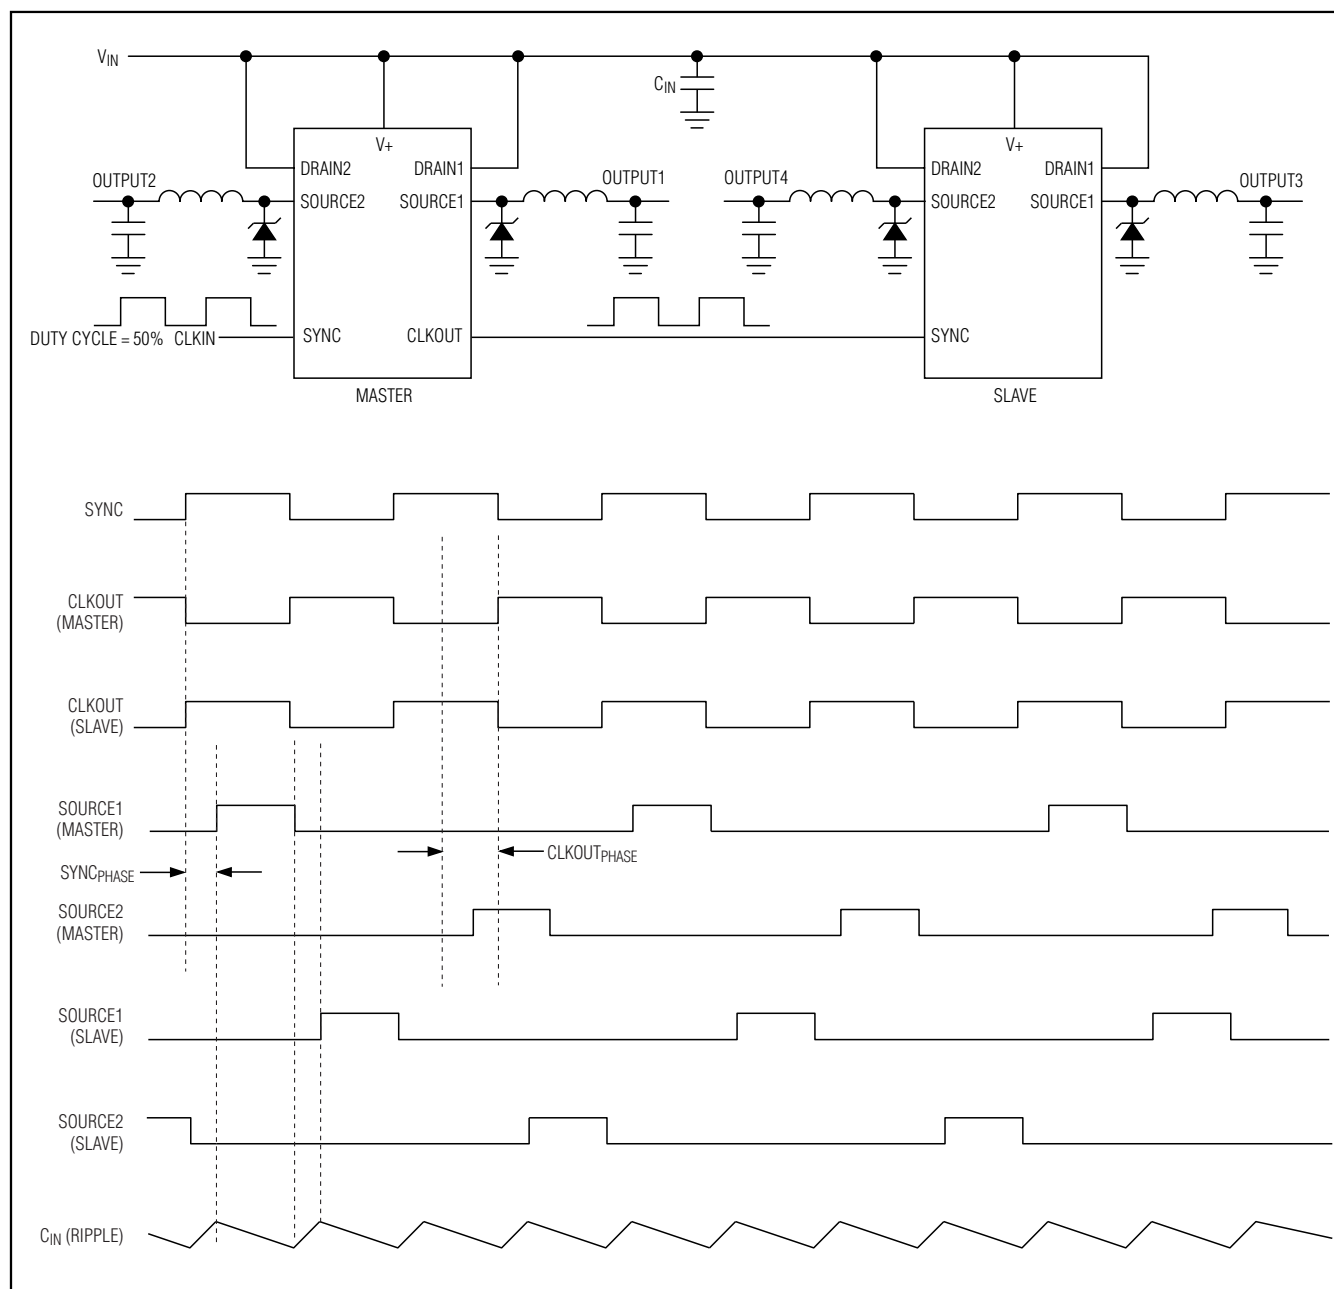 VIN
CIN
V+
V+
DRAIN2
DRAIN1
DRAIN2
DRAIN1
OUTPUT2
OUTPUT1
OUTPUT4
OUTPUT3
SOURCE2
SOURCE1
SOURCE2
SOURCE1
DUTY CYCLE = 50%
CLKIN
SYNC
CLKOUT
SYNC
MASTER
SLAVE
SYNC
CLKOUT
(MASTER)
CLKOUT
(SLAVE)
SOURCE1
(MASTER)
CLKOUTPHASE
SYNCPHASE
SOURCE2
(MASTER)
SOURCE1
(SLAVE)
SOURCE2
(SLAVE)
CIN (RIPPLE)